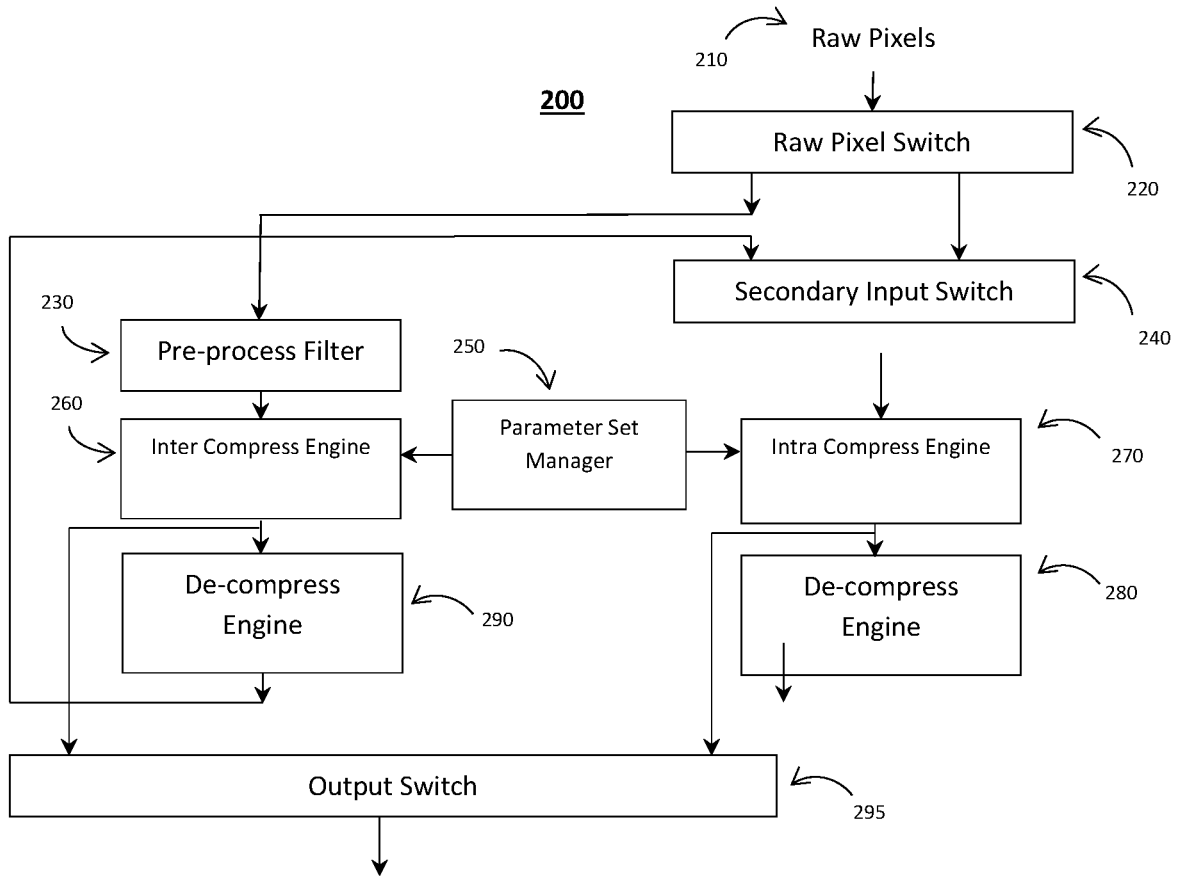 Raw Pixels
210
200
Raw Pixel Switch
220
Secondary Input Switch
240
230
Pre-process Filter
250
260
Inter Compress Engine
Parameter Set
Manager
Intra Compress Engine
270
De-compress
Engine
290
De-compress
Engine
280
Output Switch
295